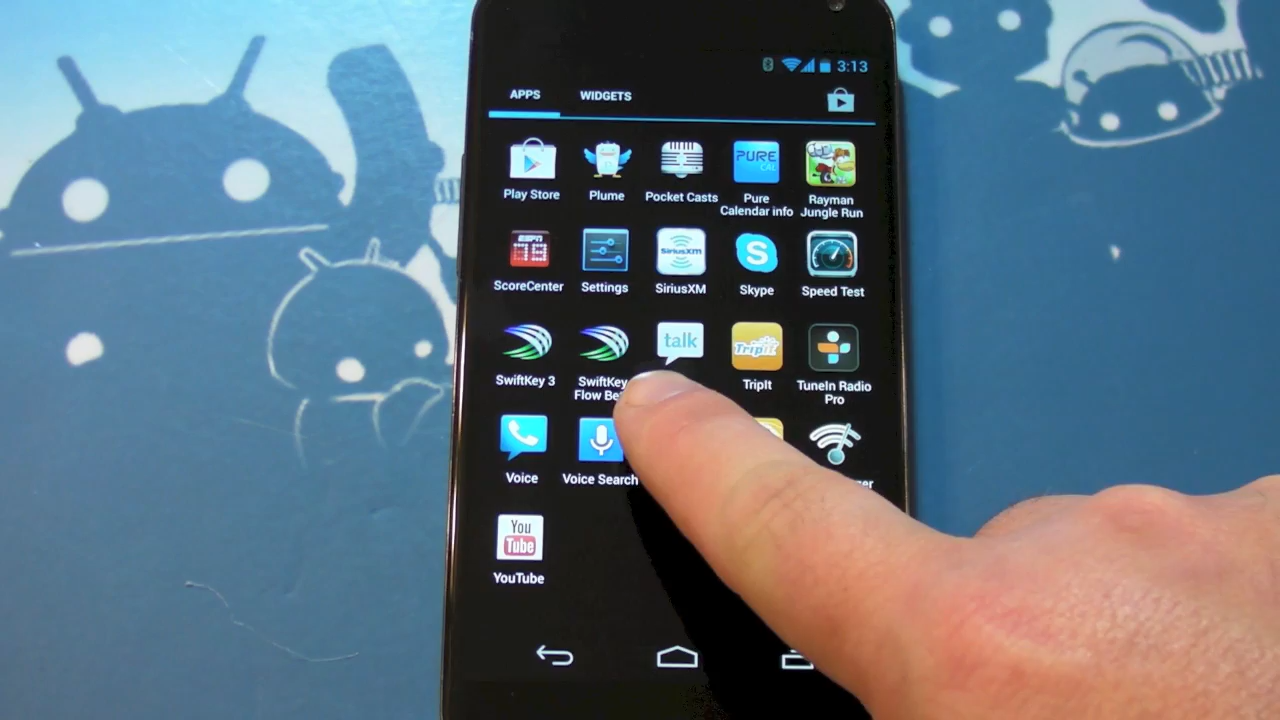 3:13
APPS WIDGETS
PURE
CAL
Play Store Plume Pocket Casts Pure Calendar info Rayman Jungle Run
ESPN
SiriusXM
ScoreCenter Settings SiriusXM Skype Speed Test
talk
TripIt
SwiftKey 3 SwiftKey Flow TripIt TuneIn Radio Pro
Voice Voice Search
You
Tube
YouTube